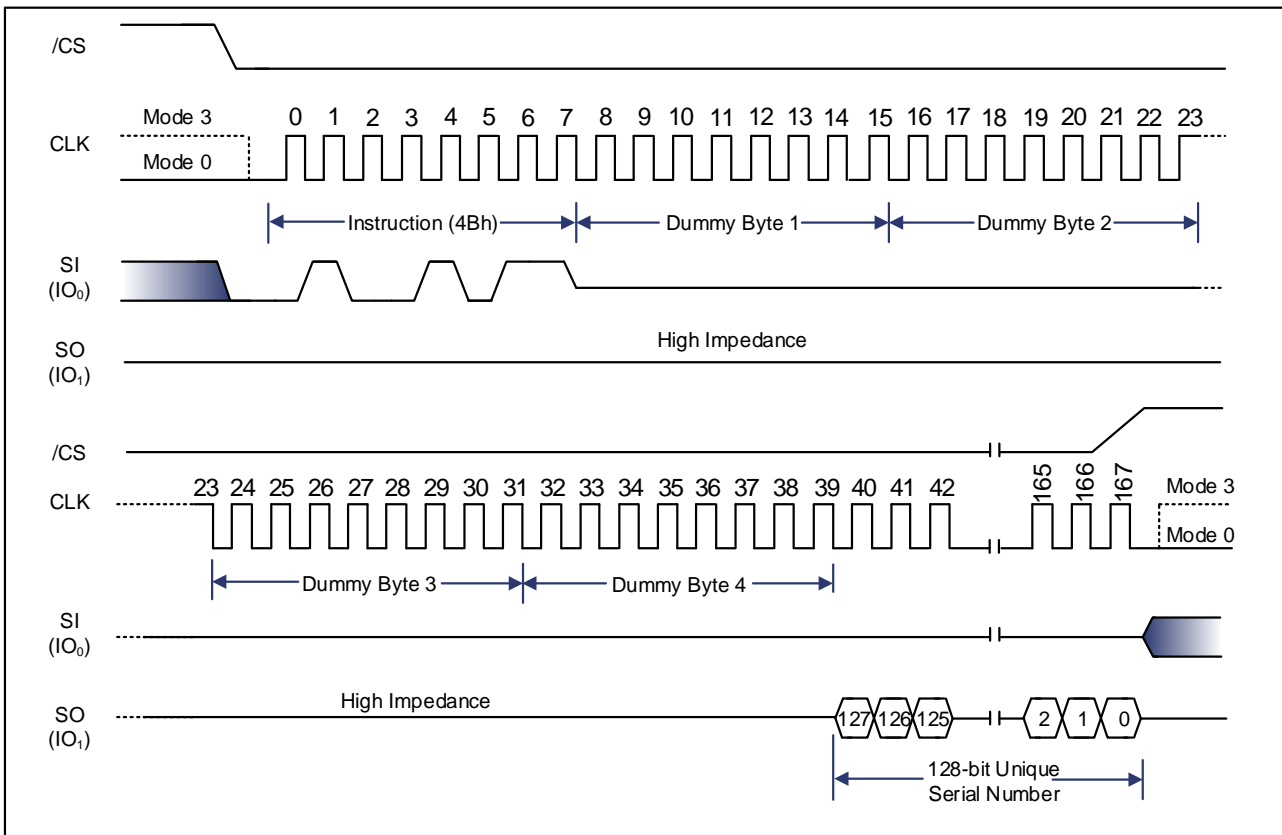 /CS
Mode 3
0 1 2 3 4 5 6 7 8 9 10 11 12 13 14 15 16 17 18 19 20 21 22 23
CLK
Mode 0
Instruction (4Bh) Dummy Byte 1 Dummy Byte 2
SI
(IO₀)
High Impedance
SO
(IO₁)
/CS
23 24 25 26 27 28 29 30 31 32 33 34 35 36 37 38 39 40 41 42 165 166 167
Mode 3
CLK
Mode 0
Dummy Byte 3 Dummy Byte 4
SI
(IO₀)
High Impedance
SO
(IO₁)
127 126 125 2 1 0
128-bit Unique
Serial Number